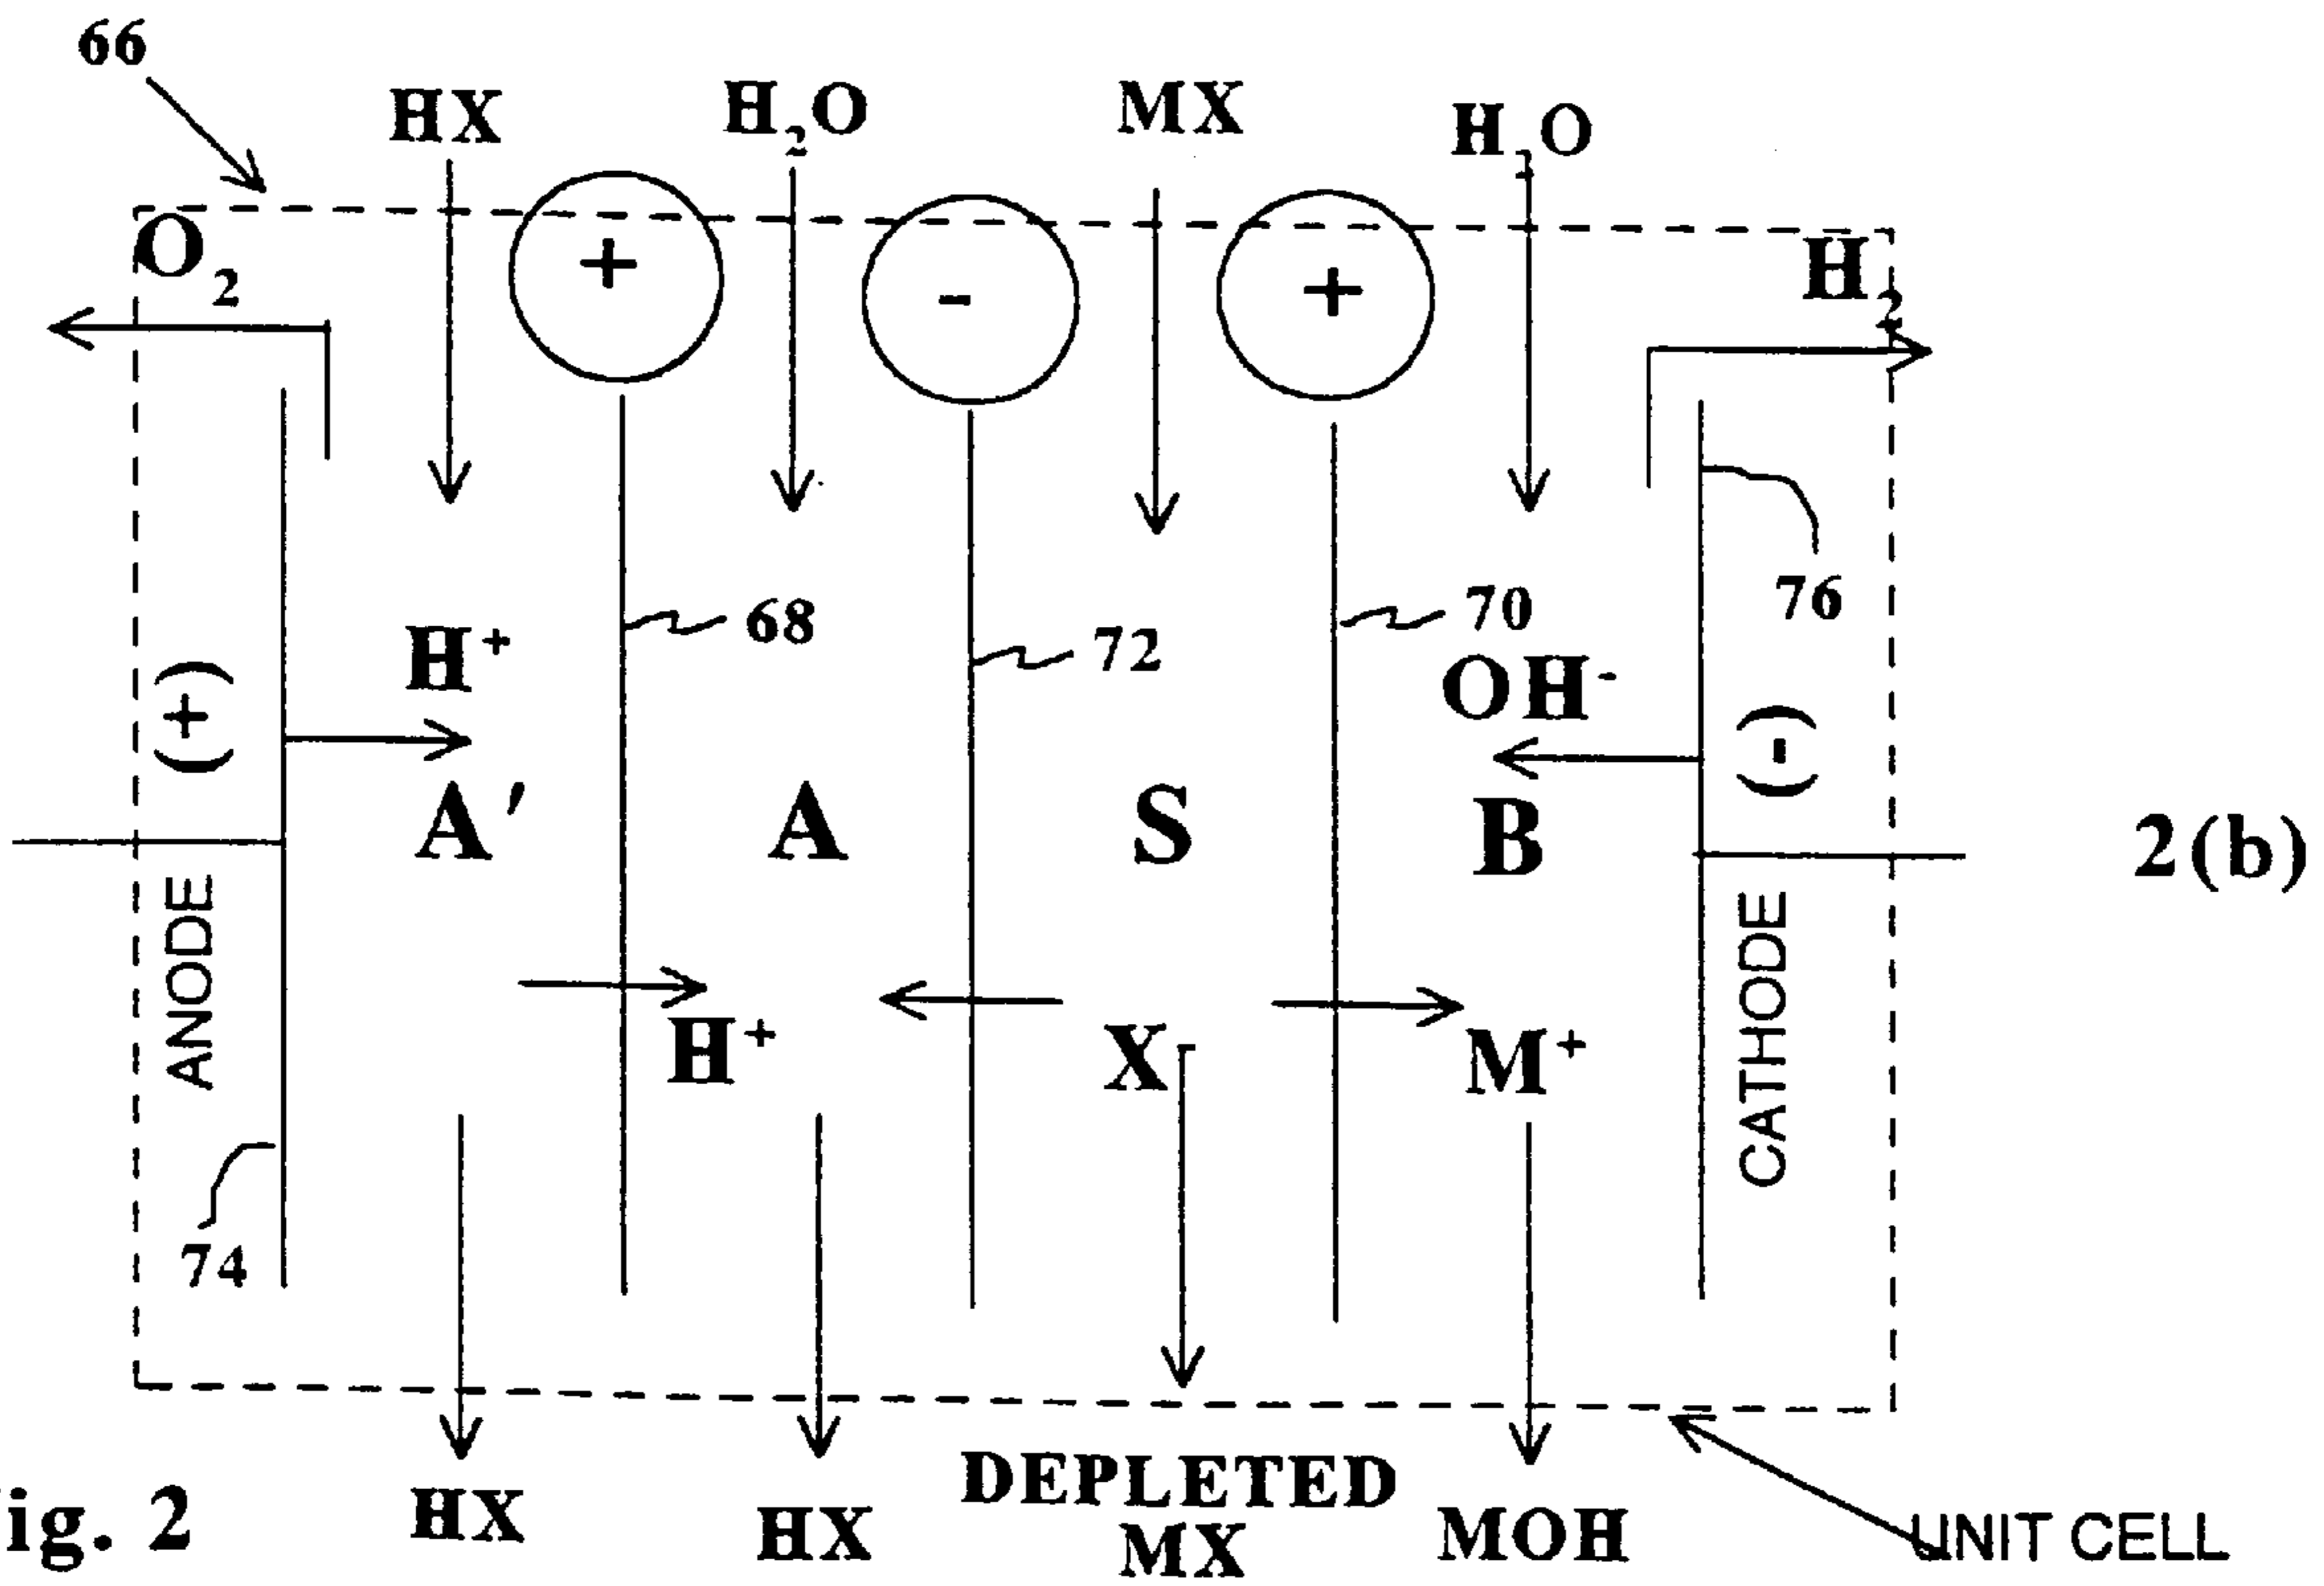 66
HX
H₂O
MX
H₂O
O₂
+
-
+
H₂
68
72
70
76
H⁺
OH⁻
(+)
(-)
A'
A
S
B
2(b)
ANODE
CATHODE
H⁺
X⁻
M⁺
74
ig. 2
HX
HX
DEPLETED
MX
MOH
UNIT CELL